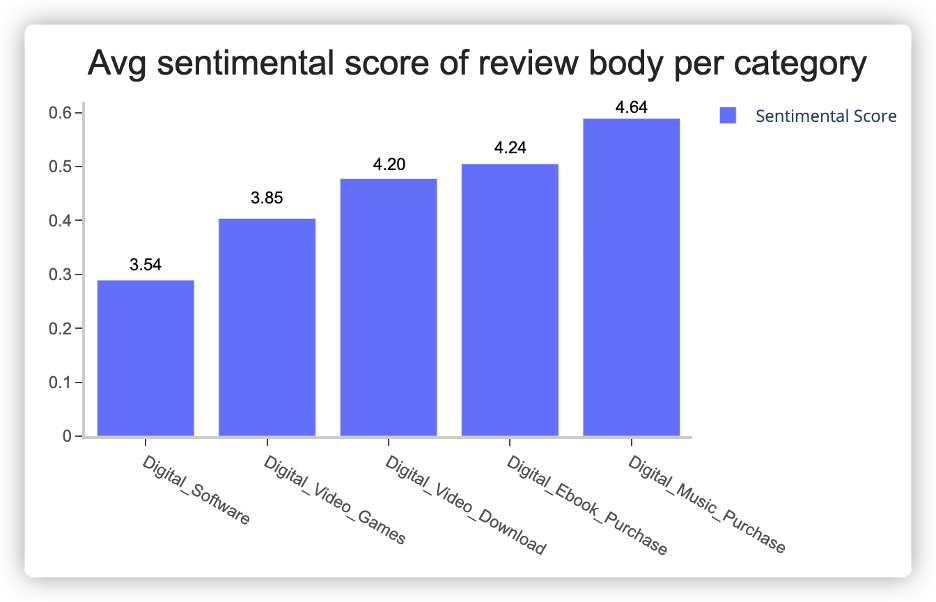 Avg sentimental score of review body per category
Sentimental Score
0.6
0.5
0.4
0.3
0.2
0.1
0
3.54
3.85
4.20
4.24
4.64
Digital_Software
Digital_Video_Games
Digital_Video_Download
Digital_Ebook_Purchase
Digital_Music_Purchase